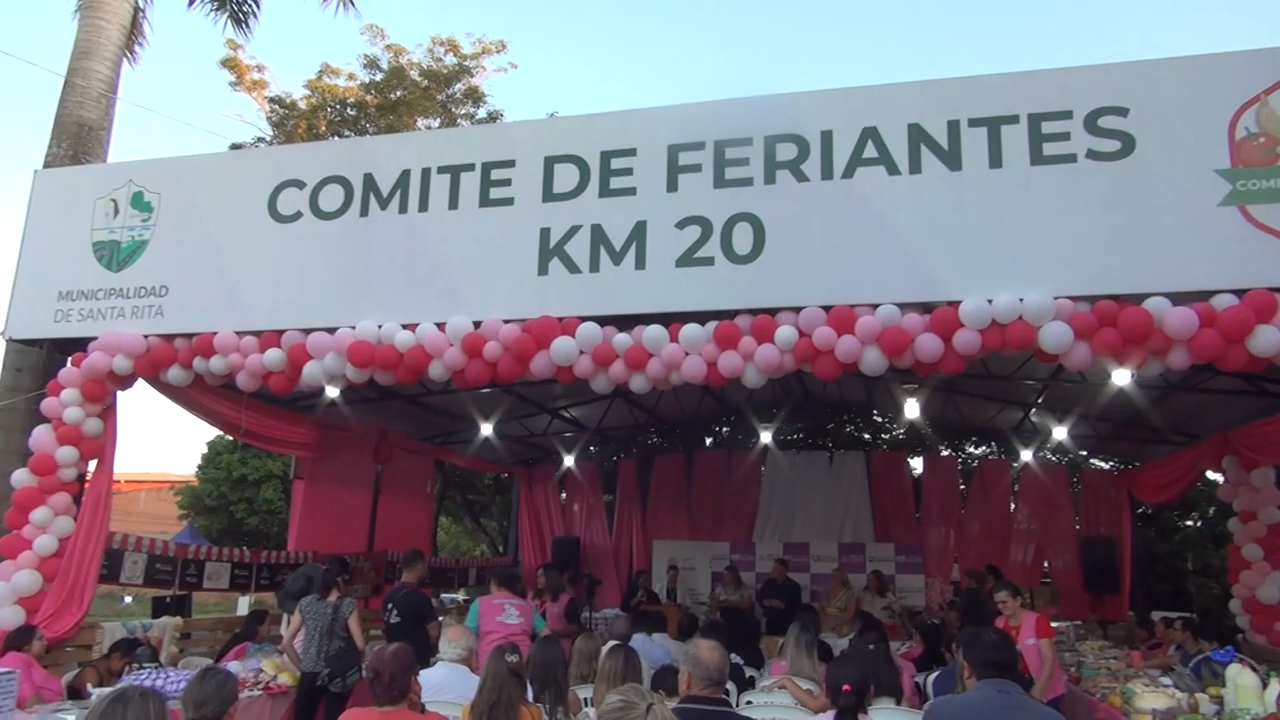 COMITE DE FERIANTES
KM 20
MUNICIPALIDAD
DE SANTA RITA